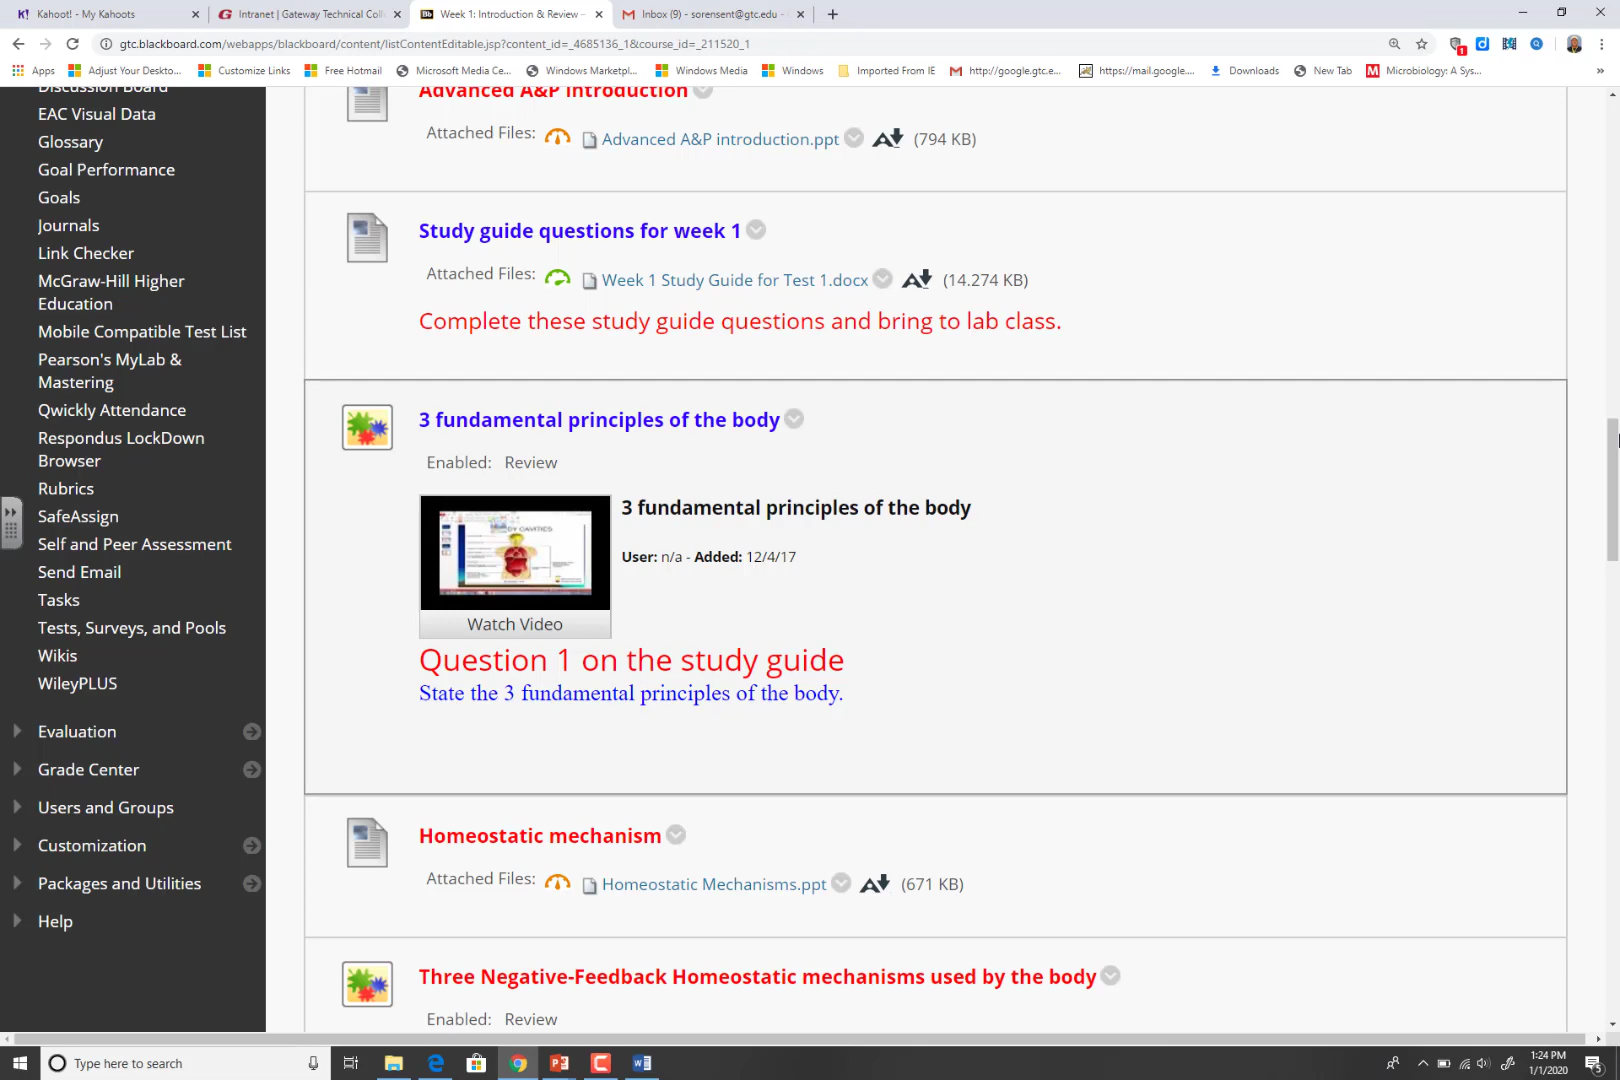 Kahoot! - My Kahoots
Intranet | Gateway Technical Coll
Week 1: Introduction & Review –
Inbox (9) - sorensent@gtc.edu -
gtc.blackboard.com/webapps/blackboard/content/listContentEditable.jsp?content_id=_4685136_1&course_id=_211520_1
1
Apps
Adjust Your Deskto...
Customize Links
Free Hotmail
Microsoft Media Ce...
Windows Marketpl...
Windows Media
Windows
Imported From IE
http://google.gtc.e...
https://mail.google....
Downloads
New Tab
Microbiology: A Sys...
»
Discussion Board
EAC Visual Data
Glossary
Goal Performance
Goals
Journals
Link Checker
McGraw-Hill Higher
Education
Mobile Compatible Test List
Pearson's MyLab &
Mastering
Qwickly Attendance
Respondus LockDown
Browser
Rubrics
SafeAssign
Self and Peer Assessment
Send Email
Tasks
Tests, Surveys, and Pools
Wikis
WileyPLUS
Evaluation
Grade Center
Users and Groups
Customization
Packages and Utilities
Help
Advanced A&P Introduction
Attached Files: Advanced A&P introduction.ppt (794 KB)
Study guide questions for week 1
Attached Files: Week 1 Study Guide for Test 1.docx (14.274 KB)
Complete these study guide questions and bring to lab class.
3 fundamental principles of the body
Enabled: Review
3 fundamental principles of the body
User: n/a - Added: 12/4/17
Watch Video
Question 1 on the study guide
State the 3 fundamental principles of the body.
Homeostatic mechanism
Attached Files: Homeostatic Mechanisms.ppt (671 KB)
Three Negative-Feedback Homeostatic mechanisms used by the body
Enabled: Review
Type here to search
1:24 PM
1/1/2020
5